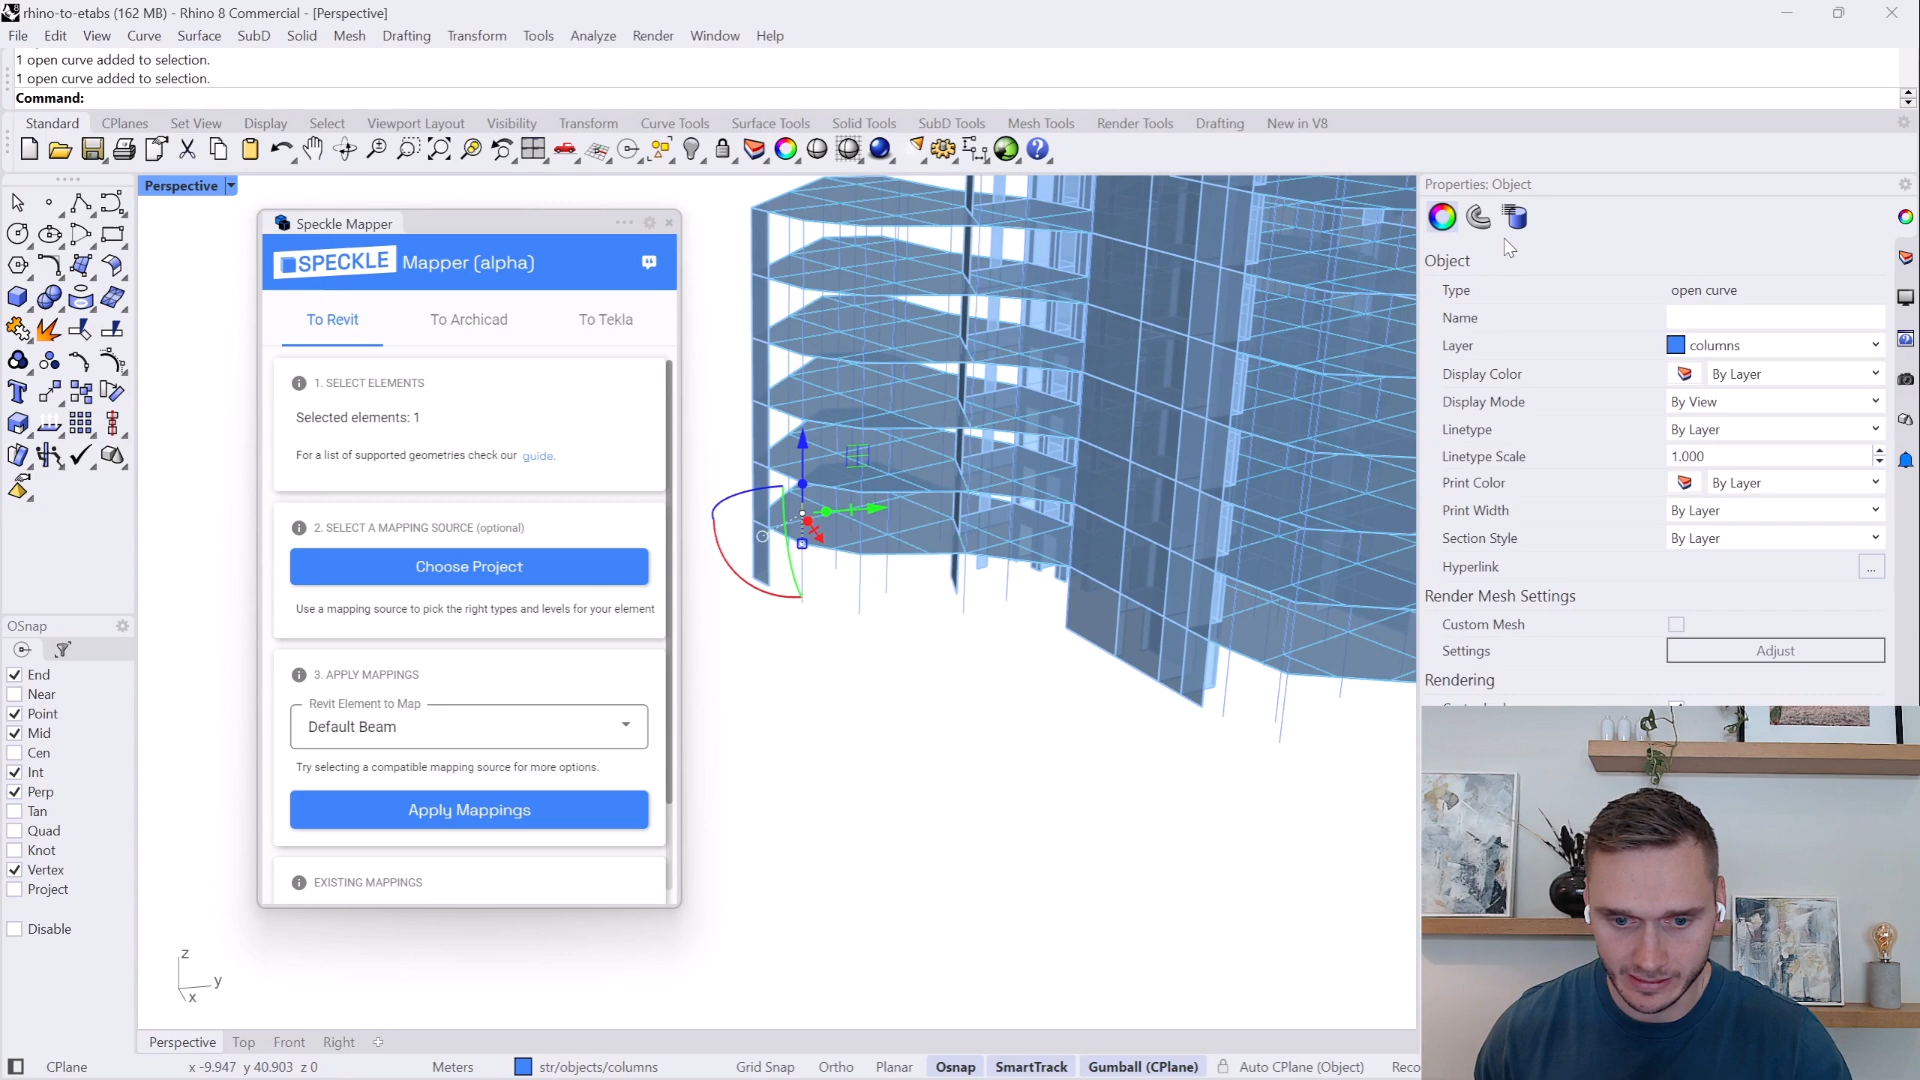 rhino-to-etabs (162 MB) - Rhino 8 Commercial - [Perspective]
File Edit View Curve Surface SubD Solid Mesh Drafting Transform Tools Analyze Render Window Help
1 open curve added to selection.
1 open curve added to selection.
Command:
Standard CPlanes Set View Display Select Viewport Layout Visibility Transform Curve Tools Surface Tools Solid Tools SubD Tools Mesh Tools Render Tools Drafting New in V8
Perspective
Speckle Mapper
SPECKLE Mapper (alpha)
To Revit To Archicad To Tekla
1. SELECT ELEMENTS
Selected elements: 1
For a list of supported geometries check our guide.
2. SELECT A MAPPING SOURCE (optional)
Choose Project
Use a mapping source to pick the right types and levels for your element
3. APPLY MAPPINGS
Revit Element to Map
Default Beam
Try selecting a compatible mapping source for more options.
Apply Mappings
EXISTING MAPPINGS
OSnap
End
Near
Point
Mid
Cen
Int
Perp
Tan
Quad
Knot
Vertex
Project
Disable
z
y
x
Properties: Object
Object
Type open curve
Name
Layer columns
Display Color By Layer
Display Mode By View
Linetype By Layer
Linetype Scale 1.000
Print Color By Layer
Print Width By Layer
Section Style By Layer
Hyperlink ...
Render Mesh Settings
Custom Mesh
Settings Adjust
Rendering
Perspective Top Front Right
CPlane x -9.947 y 40.903 z 0 Meters str/objects/columns Grid Snap Ortho Planar Osnap SmartTrack Gumball (CPlane) Auto CPlane (Object) Reco